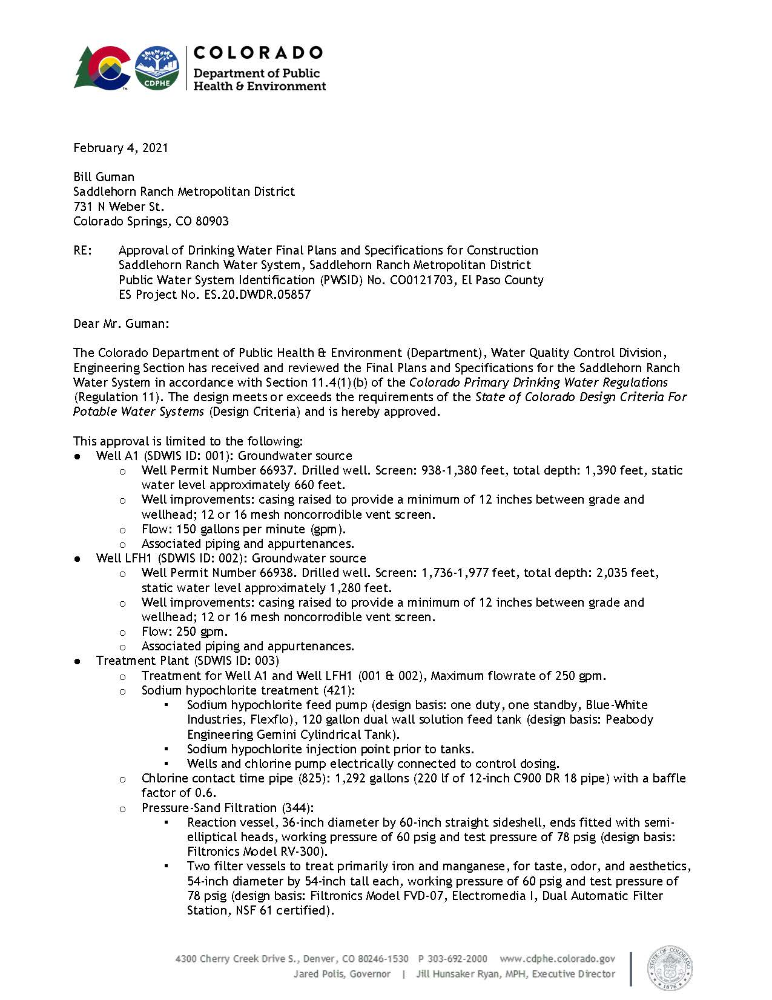 COLORADO
Department of Public
Health & Environment
CDPHE
TM
February 4, 2021
Bill Guman
Saddlehorn Ranch Metropolitan District
731 N Weber St.
Colorado Springs, CO 80903
RE: Approval of Drinking Water Final Plans and Specifications for Construction
Saddlehorn Ranch Water System, Saddlehorn Ranch Metropolitan District
Public Water System Identification (PWSID) No. CO0121703, El Paso County
ES Project No. ES.20.DWDR.05857
Dear Mr. Guman:
The Colorado Department of Public Health & Environment (Department), Water Quality Control Division,
Engineering Section has received and reviewed the Final Plans and Specifications for the Saddlehorn Ranch
Water System in accordance with Section 11.4(1)(b) of the Colorado Primary Drinking Water Regulations
(Regulation 11). The design meets or exceeds the requirements of the State of Colorado Design Criteria For
Potable Water Systems (Design Criteria) and is hereby approved.
This approval is limited to the following:
● Well A1 (SDWIS ID: 001): Groundwater source
o Well Permit Number 66937. Drilled well. Screen: 938-1,380 feet, total depth: 1,390 feet, static
water level approximately 660 feet.
o Well improvements: casing raised to provide a minimum of 12 inches between grade and
wellhead; 12 or 16 mesh noncorrodible vent screen.
o Flow: 150 gallons per minute (gpm).
o Associated piping and appurtenances.
● Well LFH1 (SDWIS ID: 002): Groundwater source
o Well Permit Number 66938. Drilled well. Screen: 1,736-1,977 feet, total depth: 2,035 feet,
static water level approximately 1,280 feet.
o Well improvements: casing raised to provide a minimum of 12 inches between grade and
wellhead; 12 or 16 mesh noncorrodible vent screen.
o Flow: 250 gpm.
o Associated piping and appurtenances.
● Treatment Plant (SDWIS ID: 003)
o Treatment for Well A1 and Well LFH1 (001 & 002), Maximum flowrate of 250 gpm.
o Sodium hypochlorite treatment (421):
▪ Sodium hypochlorite feed pump (design basis: one duty, one standby, Blue-White
Industries, Flexflo), 120 gallon dual wall solution feed tank (design basis: Peabody
Engineering Gemini Cylindrical Tank).
▪ Sodium hypochlorite injection point prior to tanks.
▪ Wells and chlorine pump electrically connected to control dosing.
o Chlorine contact time pipe (825): 1,292 gallons (220 lf of 12-inch C900 DR 18 pipe) with a baffle
factor of 0.6.
o Pressure-Sand Filtration (344):
▪ Reaction vessel, 36-inch diameter by 60-inch straight sideshell, ends fitted with semi-
elliptical heads, working pressure of 60 psig and test pressure of 78 psig (design basis:
Filtronics Model RV-300).
▪ Two filter vessels to treat primarily iron and manganese, for taste, odor, and aesthetics,
54-inch diameter by 54-inch tall each, working pressure of 60 psig and test pressure of
78 psig (design basis: Filtronics Model FVD-07, Electromedia I, Dual Automatic Filter
Station, NSF 61 certified).
4300 Cherry Creek Drive S., Denver, CO 80246-1530 P 303-692-2000 www.cdphe.colorado.gov
Jared Polis, Governor | Jill Hunsaker Ryan, MPH, Executive Director
STATE OF COLORADO
1876